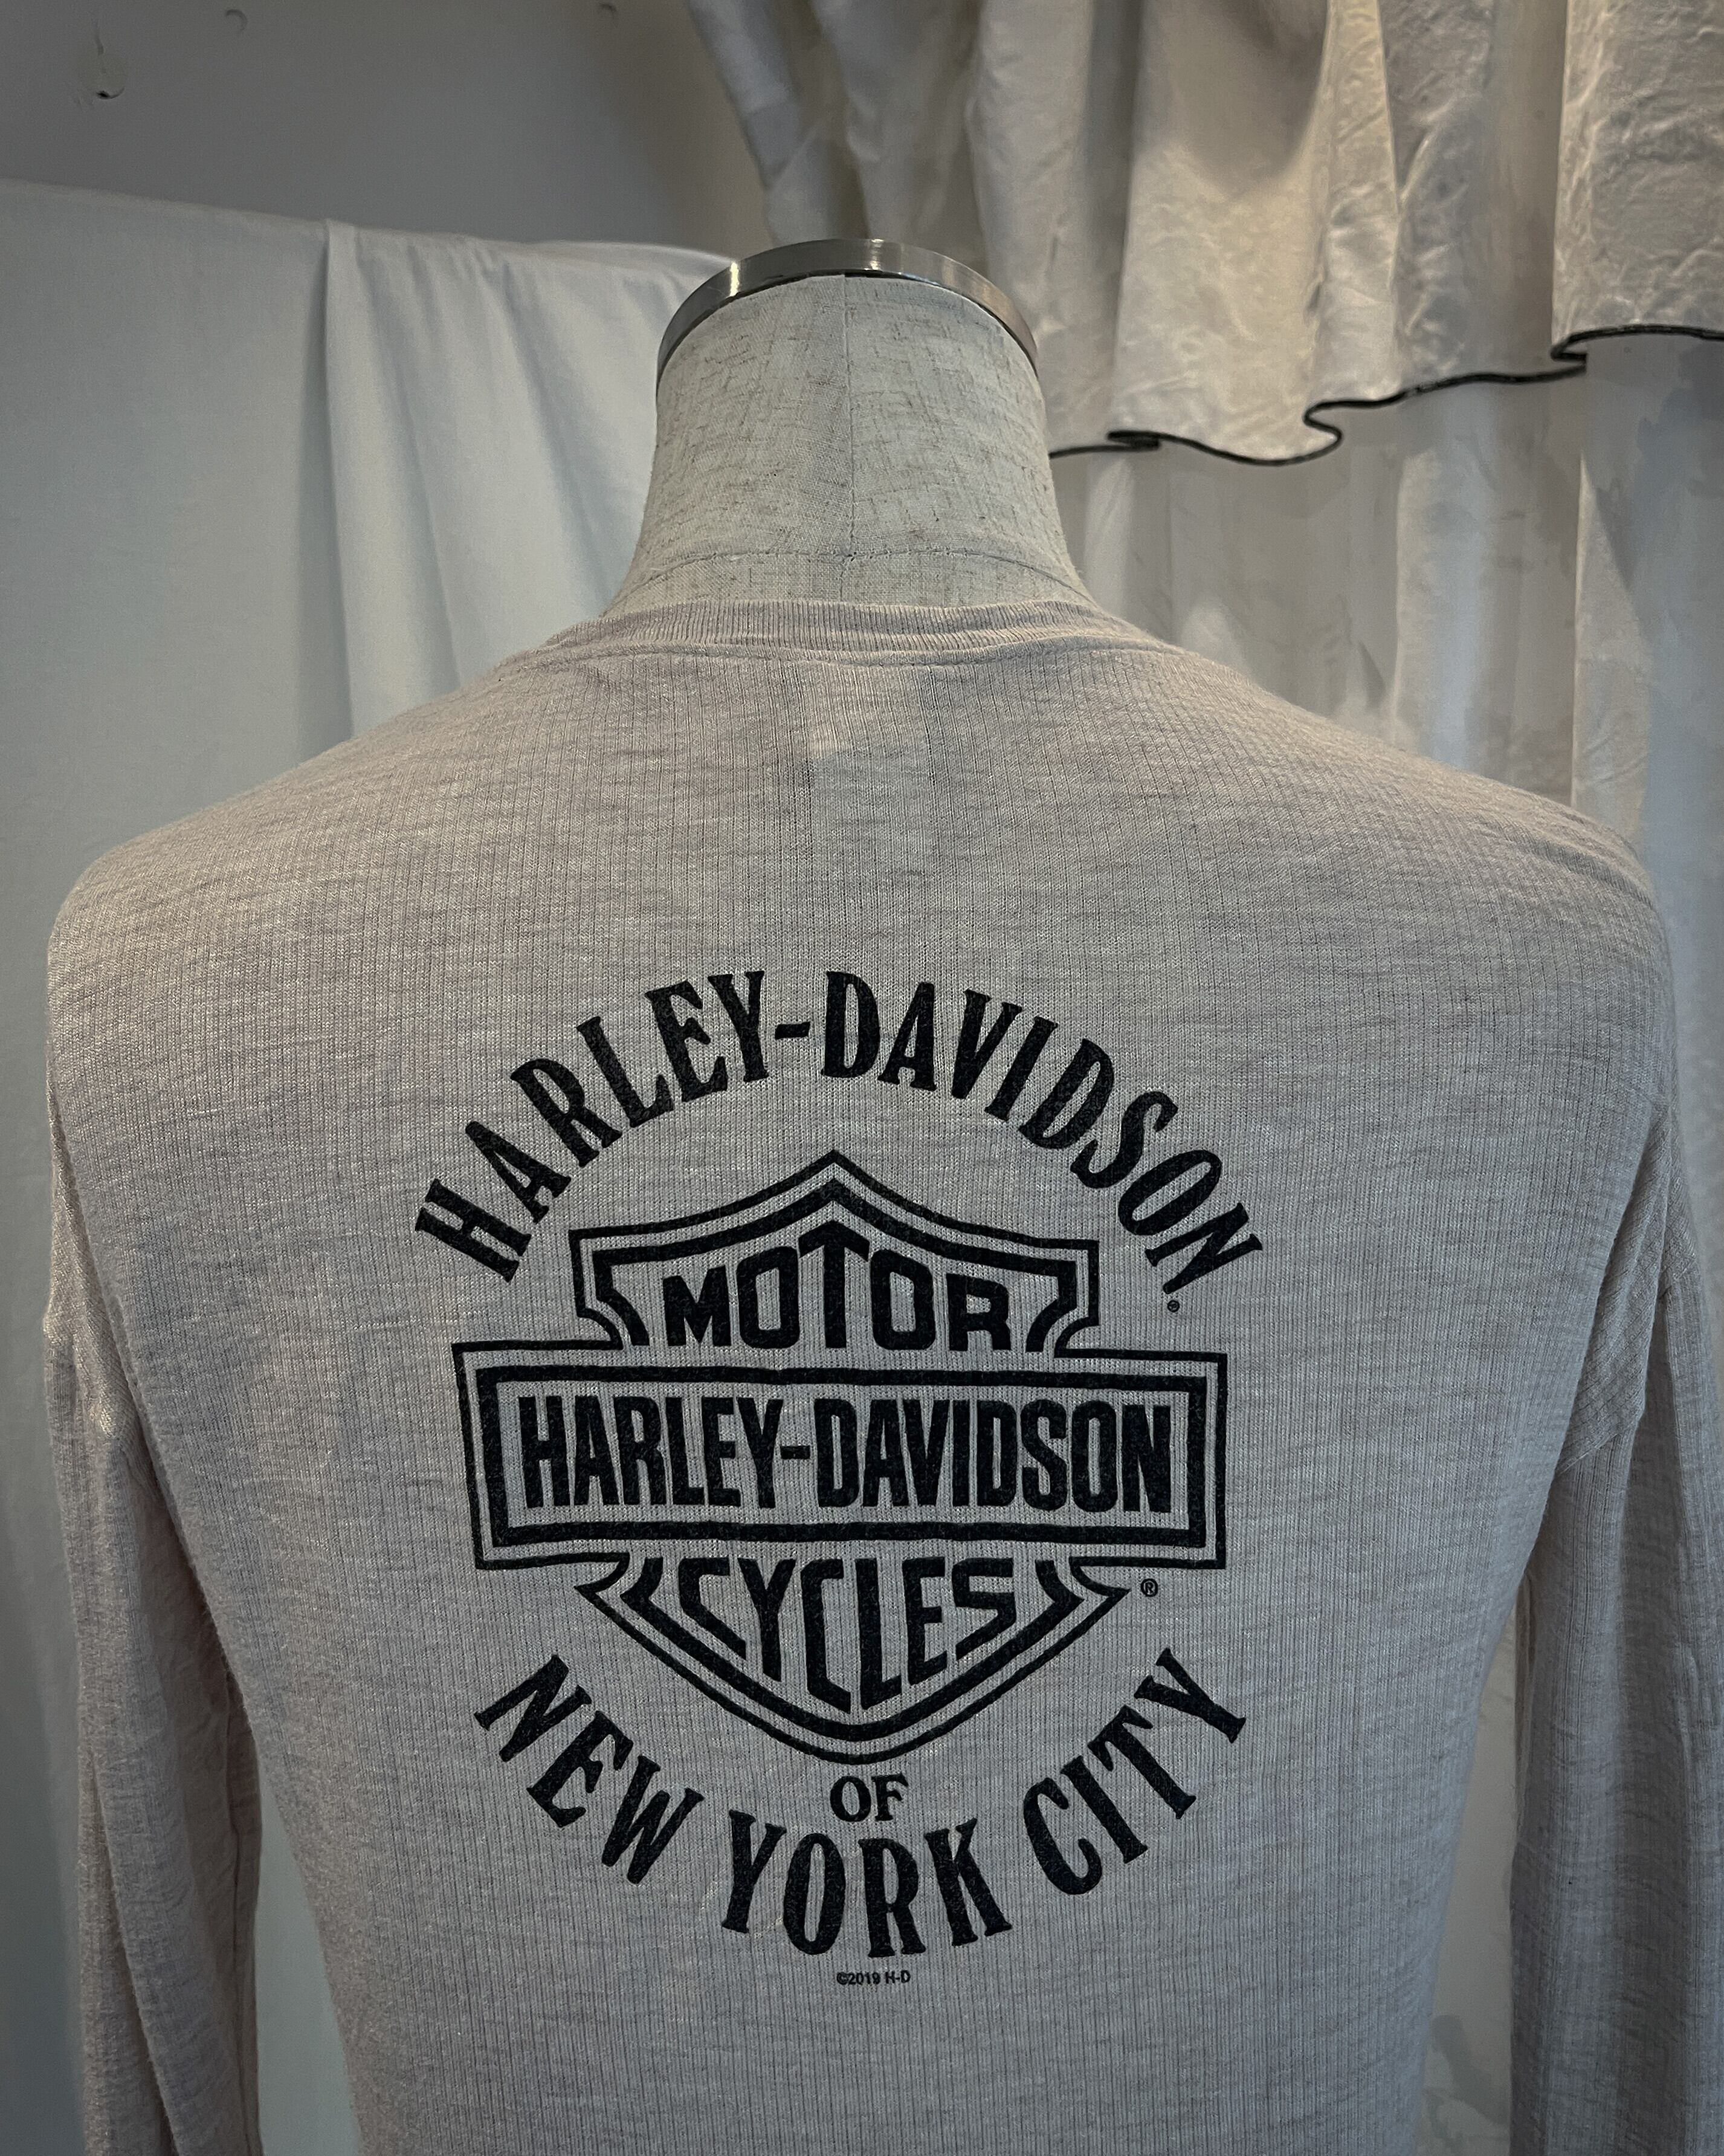 HARLEY-DAVIDSON®
MOTOR
HARLEY-DAVIDSON
CYCLES®
OF
NEW YORK CITY
©2019 H-D